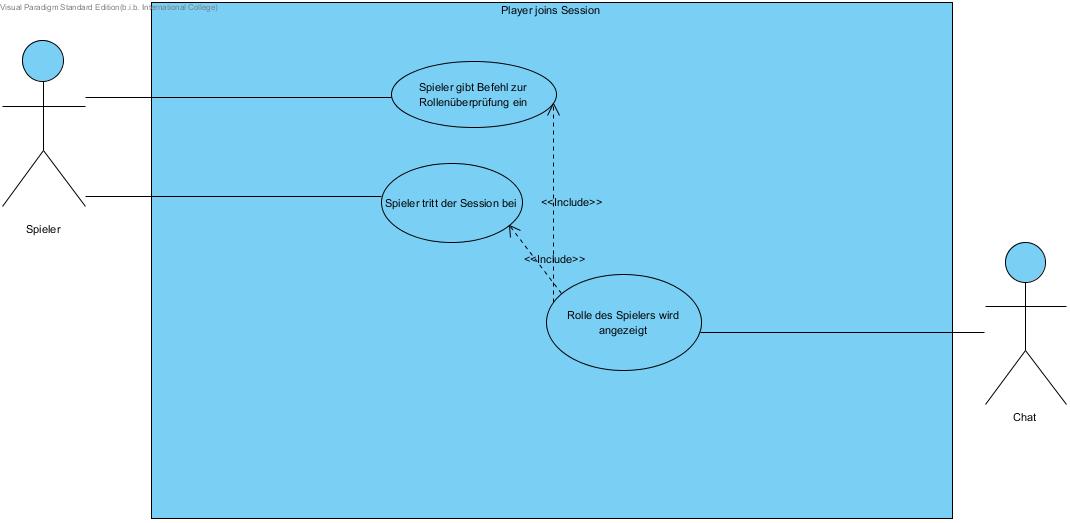 Visual Paradigm Standard Edition(b.i.b. International College)
Player joins Session
Spieler gibt Befehl zur
Rollenüberprüfung ein
Spieler tritt der Session bei
<<Include>>
Spieler
<<Include>>
Rolle des Spielers wird
angezeigt
Chat